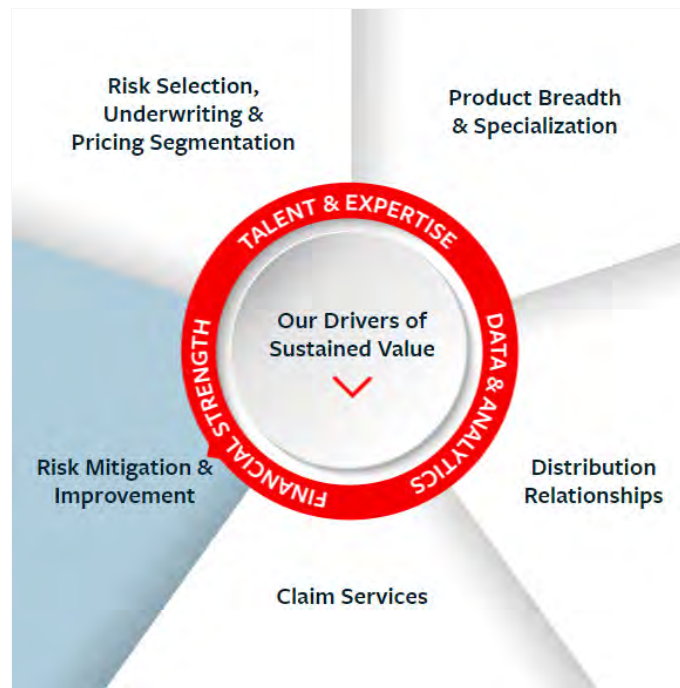 Risk Selection,
Underwriting &
Pricing Segmentation
Product Breadth
& Specialization
TALENT & EXPERTISE
DATA & ANALYTICS
FINANCIAL STRENGTH
Our Drivers of
Sustained Value
Risk Mitigation &
Improvement
Distribution
Relationships
Claim Services